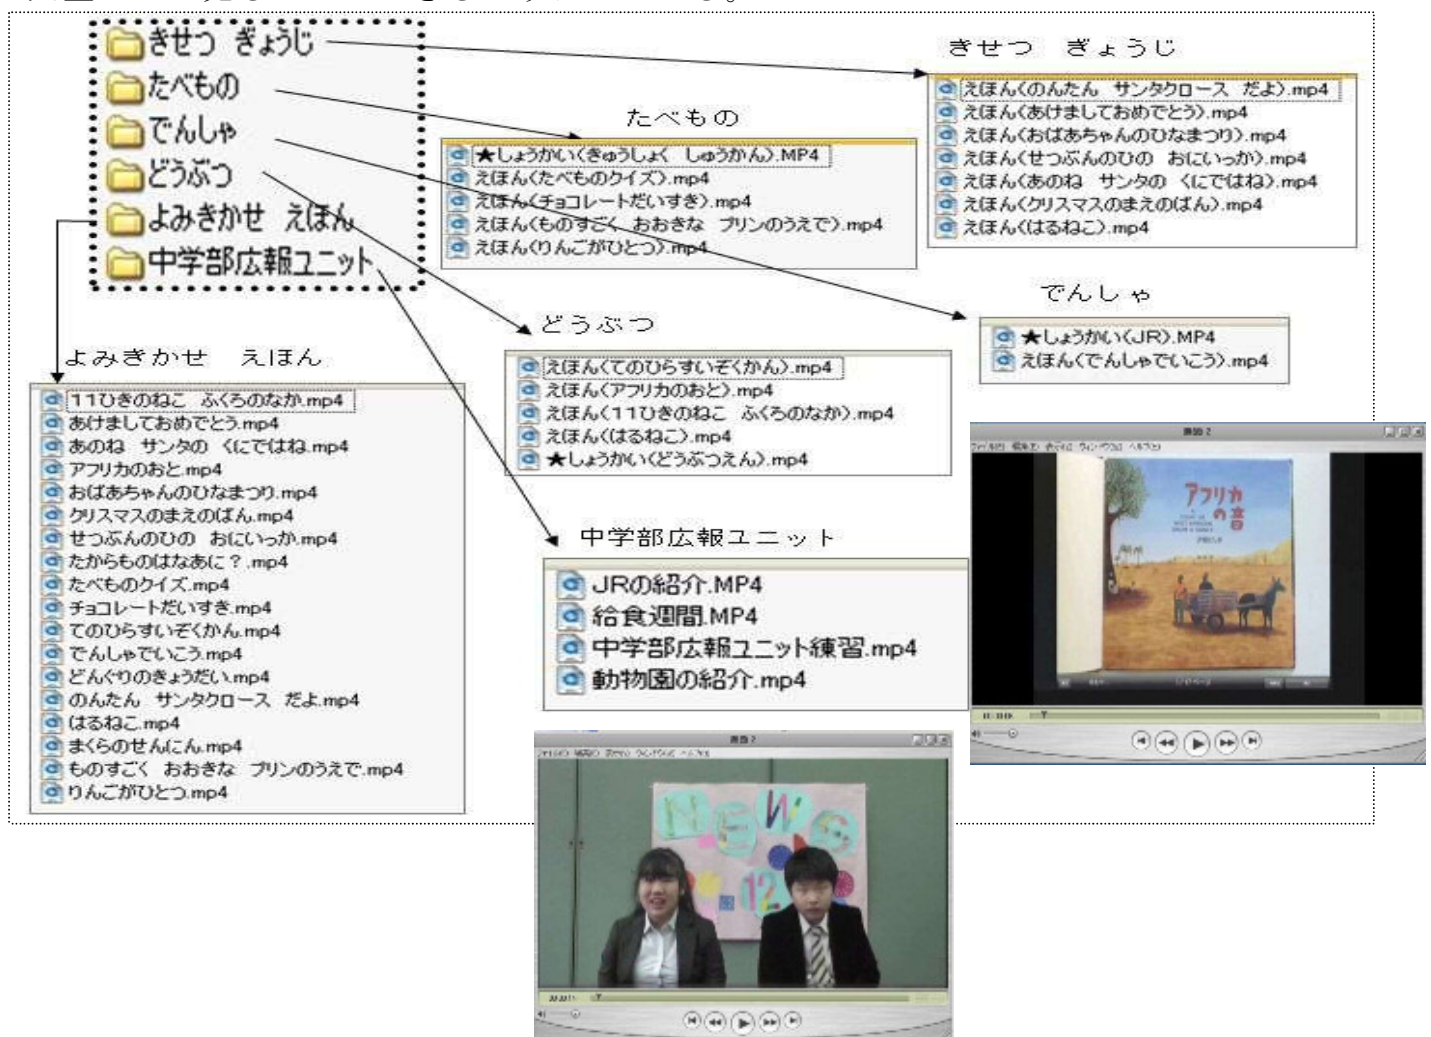 きせつ ぎょうじ
たべもの
でんしゃ
どうぶつ
よみきかせ えほん
中学部広報ユニット
きせつ ぎょうじ
えほん〈のんたん サンタクロース だよ〉.mp4
えほん〈あけましておめでとう〉.mp4
えほん〈おばあちゃんのひなまつり〉.mp4
えほん〈せつぶんのひの おにいっか〉.mp4
えほん〈あのね サンタの くにではね〉.mp4
えほん〈クリスマスのまえのばん〉.mp4
えほん〈はるねこ〉.mp4
たべもの
★しょうかい〈きゅうしょく しゅうかん〉.MP4
えほん〈たべものクイズ〉.mp4
えほん〈チョコレートだいすき〉.mp4
えほん〈ものすごく おおきな プリンのうえで〉.mp4
えほん〈りんごがひとつ〉.mp4
でんしゃ
★しょうかい〈JR〉.MP4
えほん〈でんしゃでいこう〉.mp4
どうぶつ
えほん〈てのひらすいぞくかん〉.mp4
えほん〈アフリカのおと〉.mp4
えほん〈11ひきのねこ ふくろのなか〉.mp4
えほん〈はるねこ〉.mp4
★しょうかい〈どうぶつえん〉.mp4
よみきかせ えほん
11ひきのねこ ふくろのなか.mp4
あけましておめでとう.mp4
あのね サンタの くにではね.mp4
アフリカのおと.mp4
おばあちゃんのひなまつり.mp4
クリスマスのまえのばん.mp4
せつぶんのひの おにいっか.mp4
たからものはなあに？.mp4
たべものクイズ.mp4
チョコレートだいすき.mp4
てのひらすいぞくかん.mp4
でんしゃでいこう.mp4
どんぐりのきょうだい.mp4
のんたん サンタクロース だよ.mp4
はるねこ.mp4
まくらのせんにん.mp4
ものすごく おおきな プリンのうえで.mp4
りんごがひとつ.mp4
中学部広報ユニット
JRの紹介.MP4
給食週間.MP4
中学部広報ユニット練習.mp4
動物園の紹介.mp4
アフリカ
の音
NEWS
12